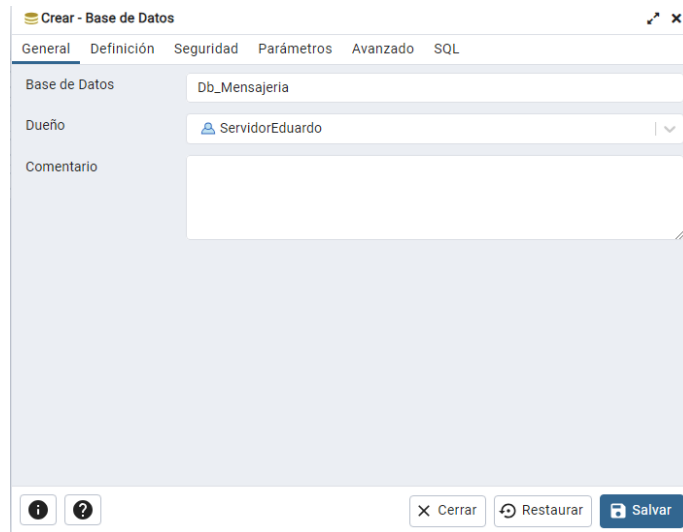 Crear - Base de Datos
General Definición Seguridad Parámetros Avanzado SQL
Base de Datos Db_Mensajeria
Dueño ServidorEduardo
Comentario
Cerrar Restaurar Salvar